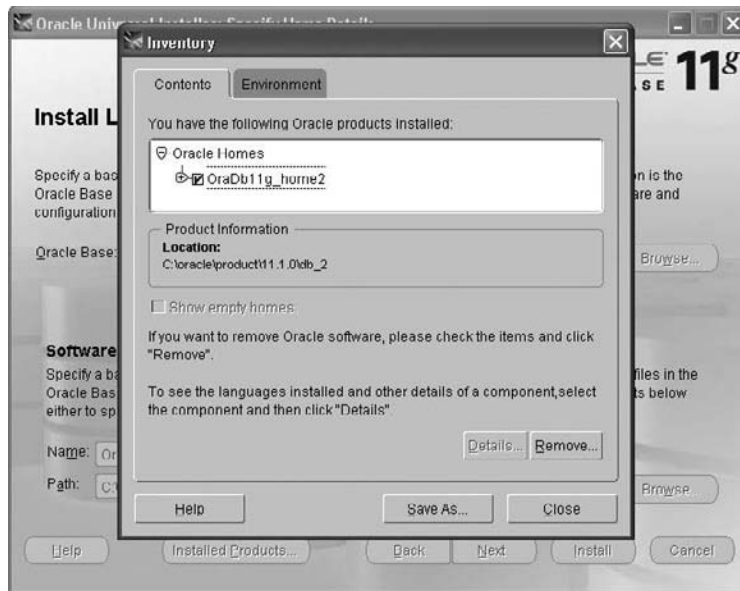 Oracle Universal Installer: Specify Home Details
Inventory
11g
Contents
Environment
Install L
You have the following Oracle products installed:
Oracle Homes
OraDb11g_home2
Specify a bas
Oracle Base
configuration
on is the
are and
Product Information
Location:
C:\oracle\product\11.1.0\db_2
Oracle Base:
Browse...
Show empty homes
If you want to remove Oracle software, please check the items and click
"Remove".
Software
Specify a ba
Oracle Bas
either to sp
files in the
ts below
To see the languages installed and other details of a component,select
the component and then click "Details".
Name: Or
Details...
Remove...
Path: C:\
Browse...
Help
Save As...
Close
Help
Installed Products...
Back
Next
Install
Cancel